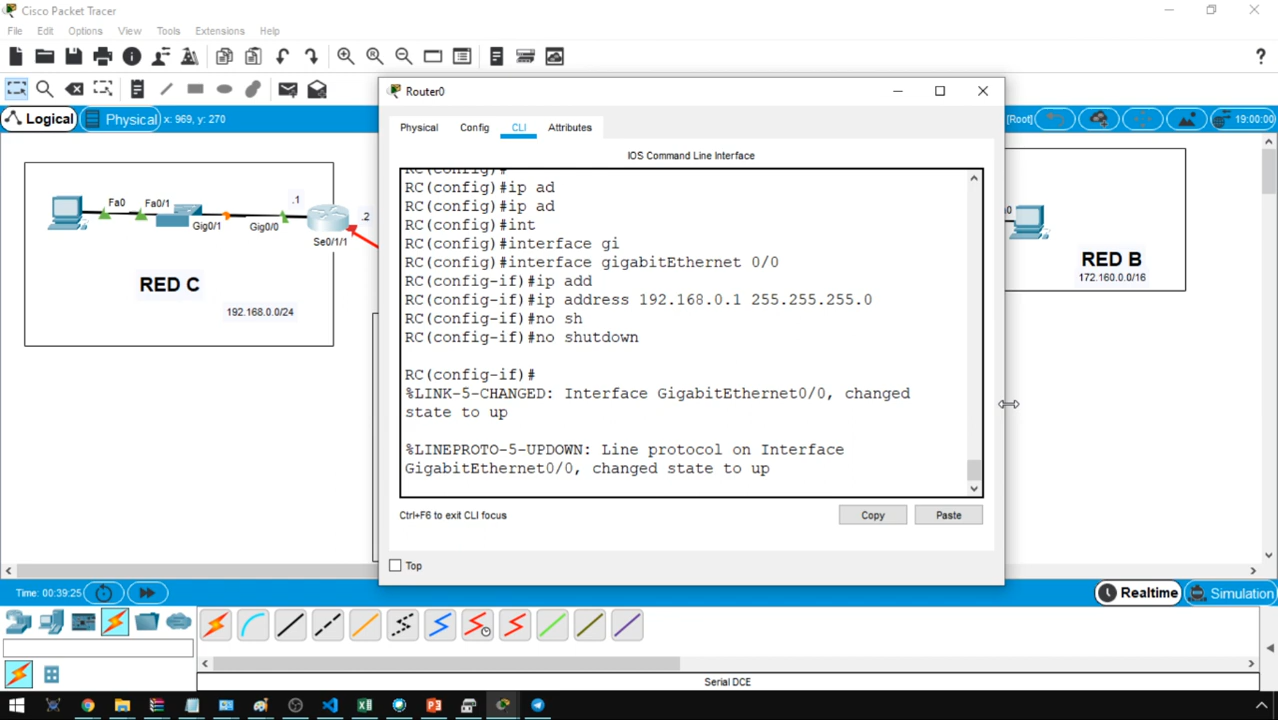 Cisco Packet Tracer
File Edit Options View Tools Extensions Help
Logical Physical x: 969, y: 270 [Root] 19:00:00
Router0
Physical Config CLI Attributes
IOS Command Line Interface
RC(config)#
RC(config)#ip ad
RC(config)#ip ad
RC(config)#int
RC(config)#interface gi
RC(config)#interface gigabitEthernet 0/0
RC(config-if)#ip add
RC(config-if)#ip address 192.168.0.1 255.255.255.0
RC(config-if)#no sh
RC(config-if)#no shutdown
RC(config-if)#
%LINK-5-CHANGED: Interface GigabitEthernet0/0, changed
state to up
%LINEPROTO-5-UPDOWN: Line protocol on Interface
GigabitEthernet0/0, changed state to up
Ctrl+F6 to exit CLI focus
Copy Paste
Top
Fa0 Fa0/1 .1 .2
Gig0/1 Gig0/0 Se0/1/1
RED C
192.168.0.0/24
RED B
172.160.0.0/16
Time: 00:39:25 Realtime Simulation
Serial DCE